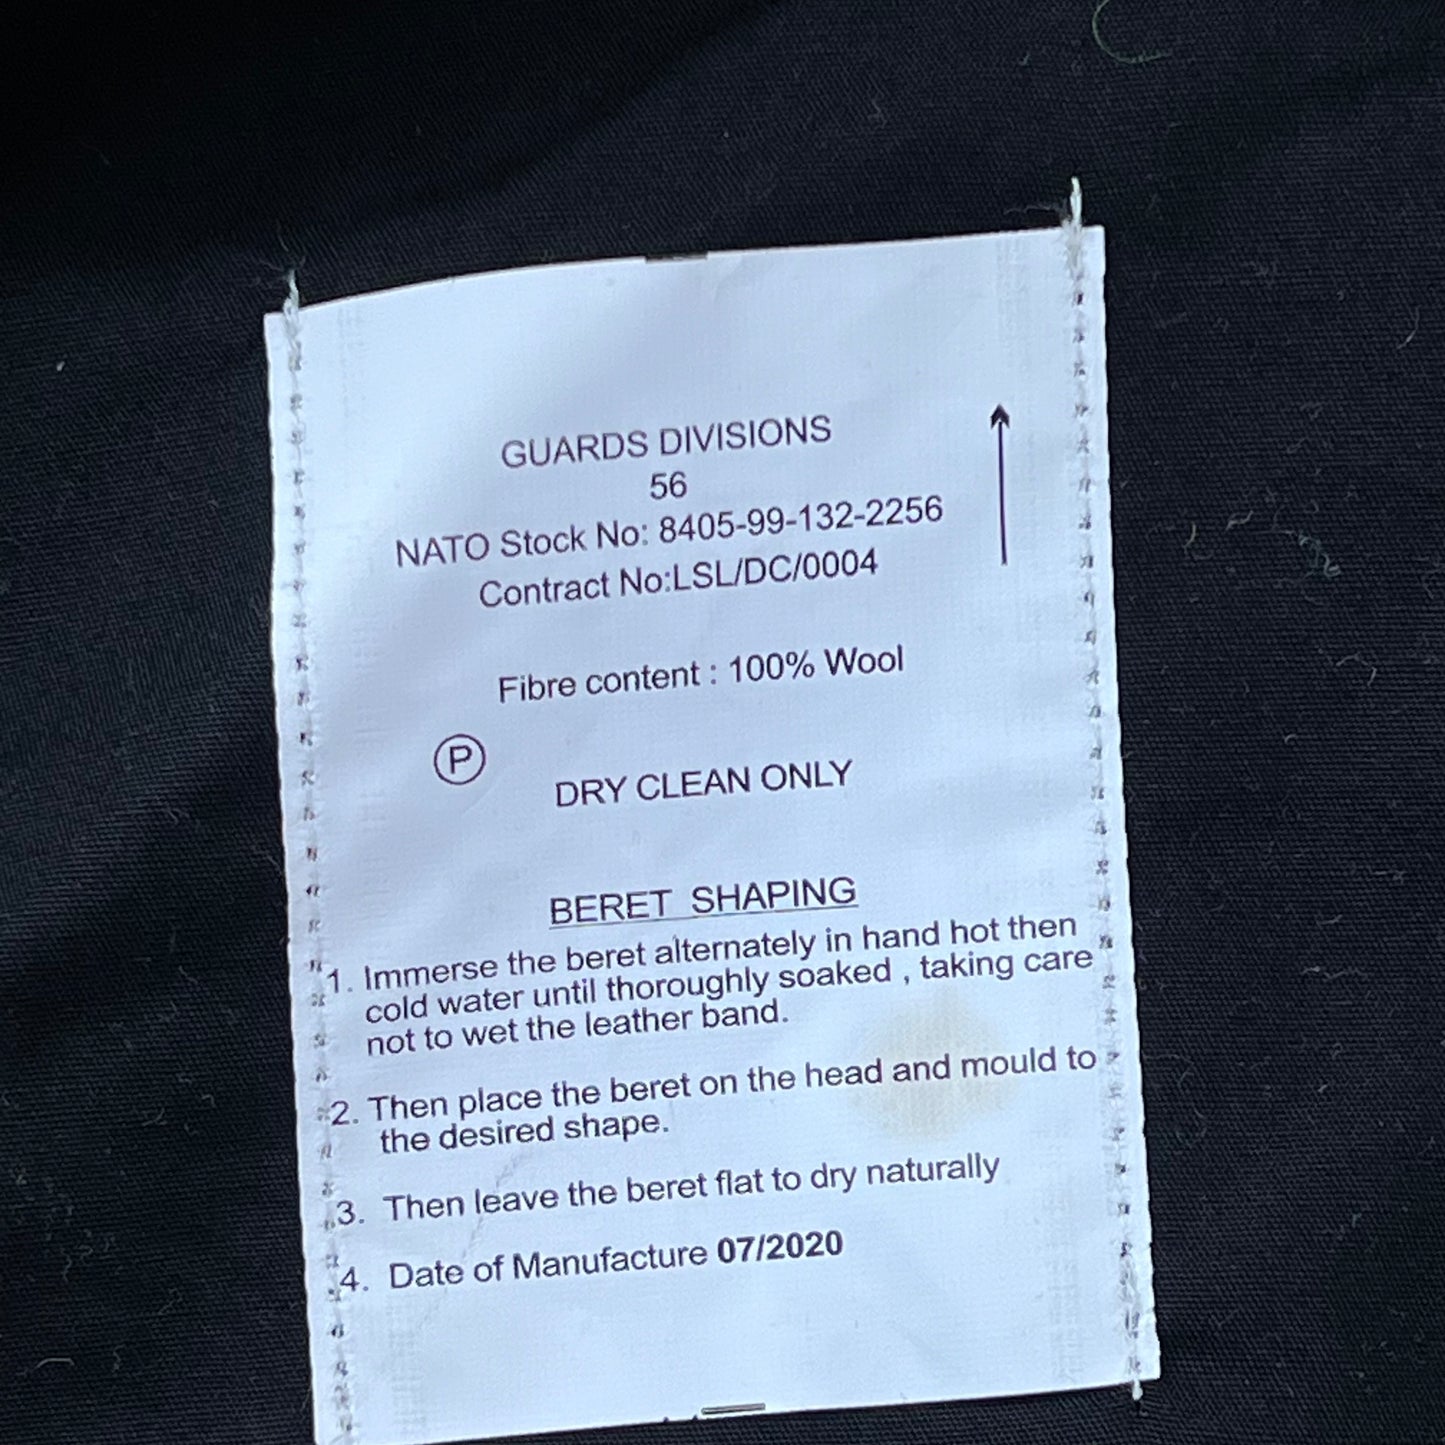 GUARDS DIVISIONS
56
NATO Stock No: 8405-99-132-2256
Contract No:LSL/DC/0004
Fibre content : 100% Wool
P
DRY CLEAN ONLY
BERET SHAPING
1. Immerse the beret alternately in hand hot then
cold water until thoroughly soaked , taking care
not to wet the leather band.
2. Then place the beret on the head and mould to
the desired shape.
3. Then leave the beret flat to dry naturally
4. Date of Manufacture 07/2020